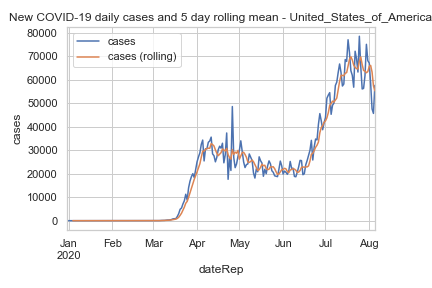 New COVID-19 daily cases and 5 day rolling mean - United_States_of_America
cases
cases (rolling)
80000
70000
60000
50000
40000
30000
20000
10000
0
cases
Jan Feb Mar Apr May Jun Jul Aug
2020
dateRep